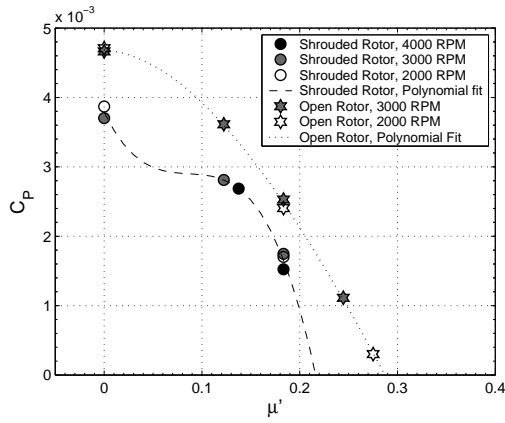 5 x 10⁻³
Shrouded Rotor, 4000 RPM
Shrouded Rotor, 3000 RPM
Shrouded Rotor, 2000 RPM
Shrouded Rotor, Polynomial fit
Open Rotor, 3000 RPM
Open Rotor, 2000 RPM
Open Rotor, Polynomial Fit
4
3
2
1
0
C_P
0 0.1 0.2 0.3 0.4
μ'